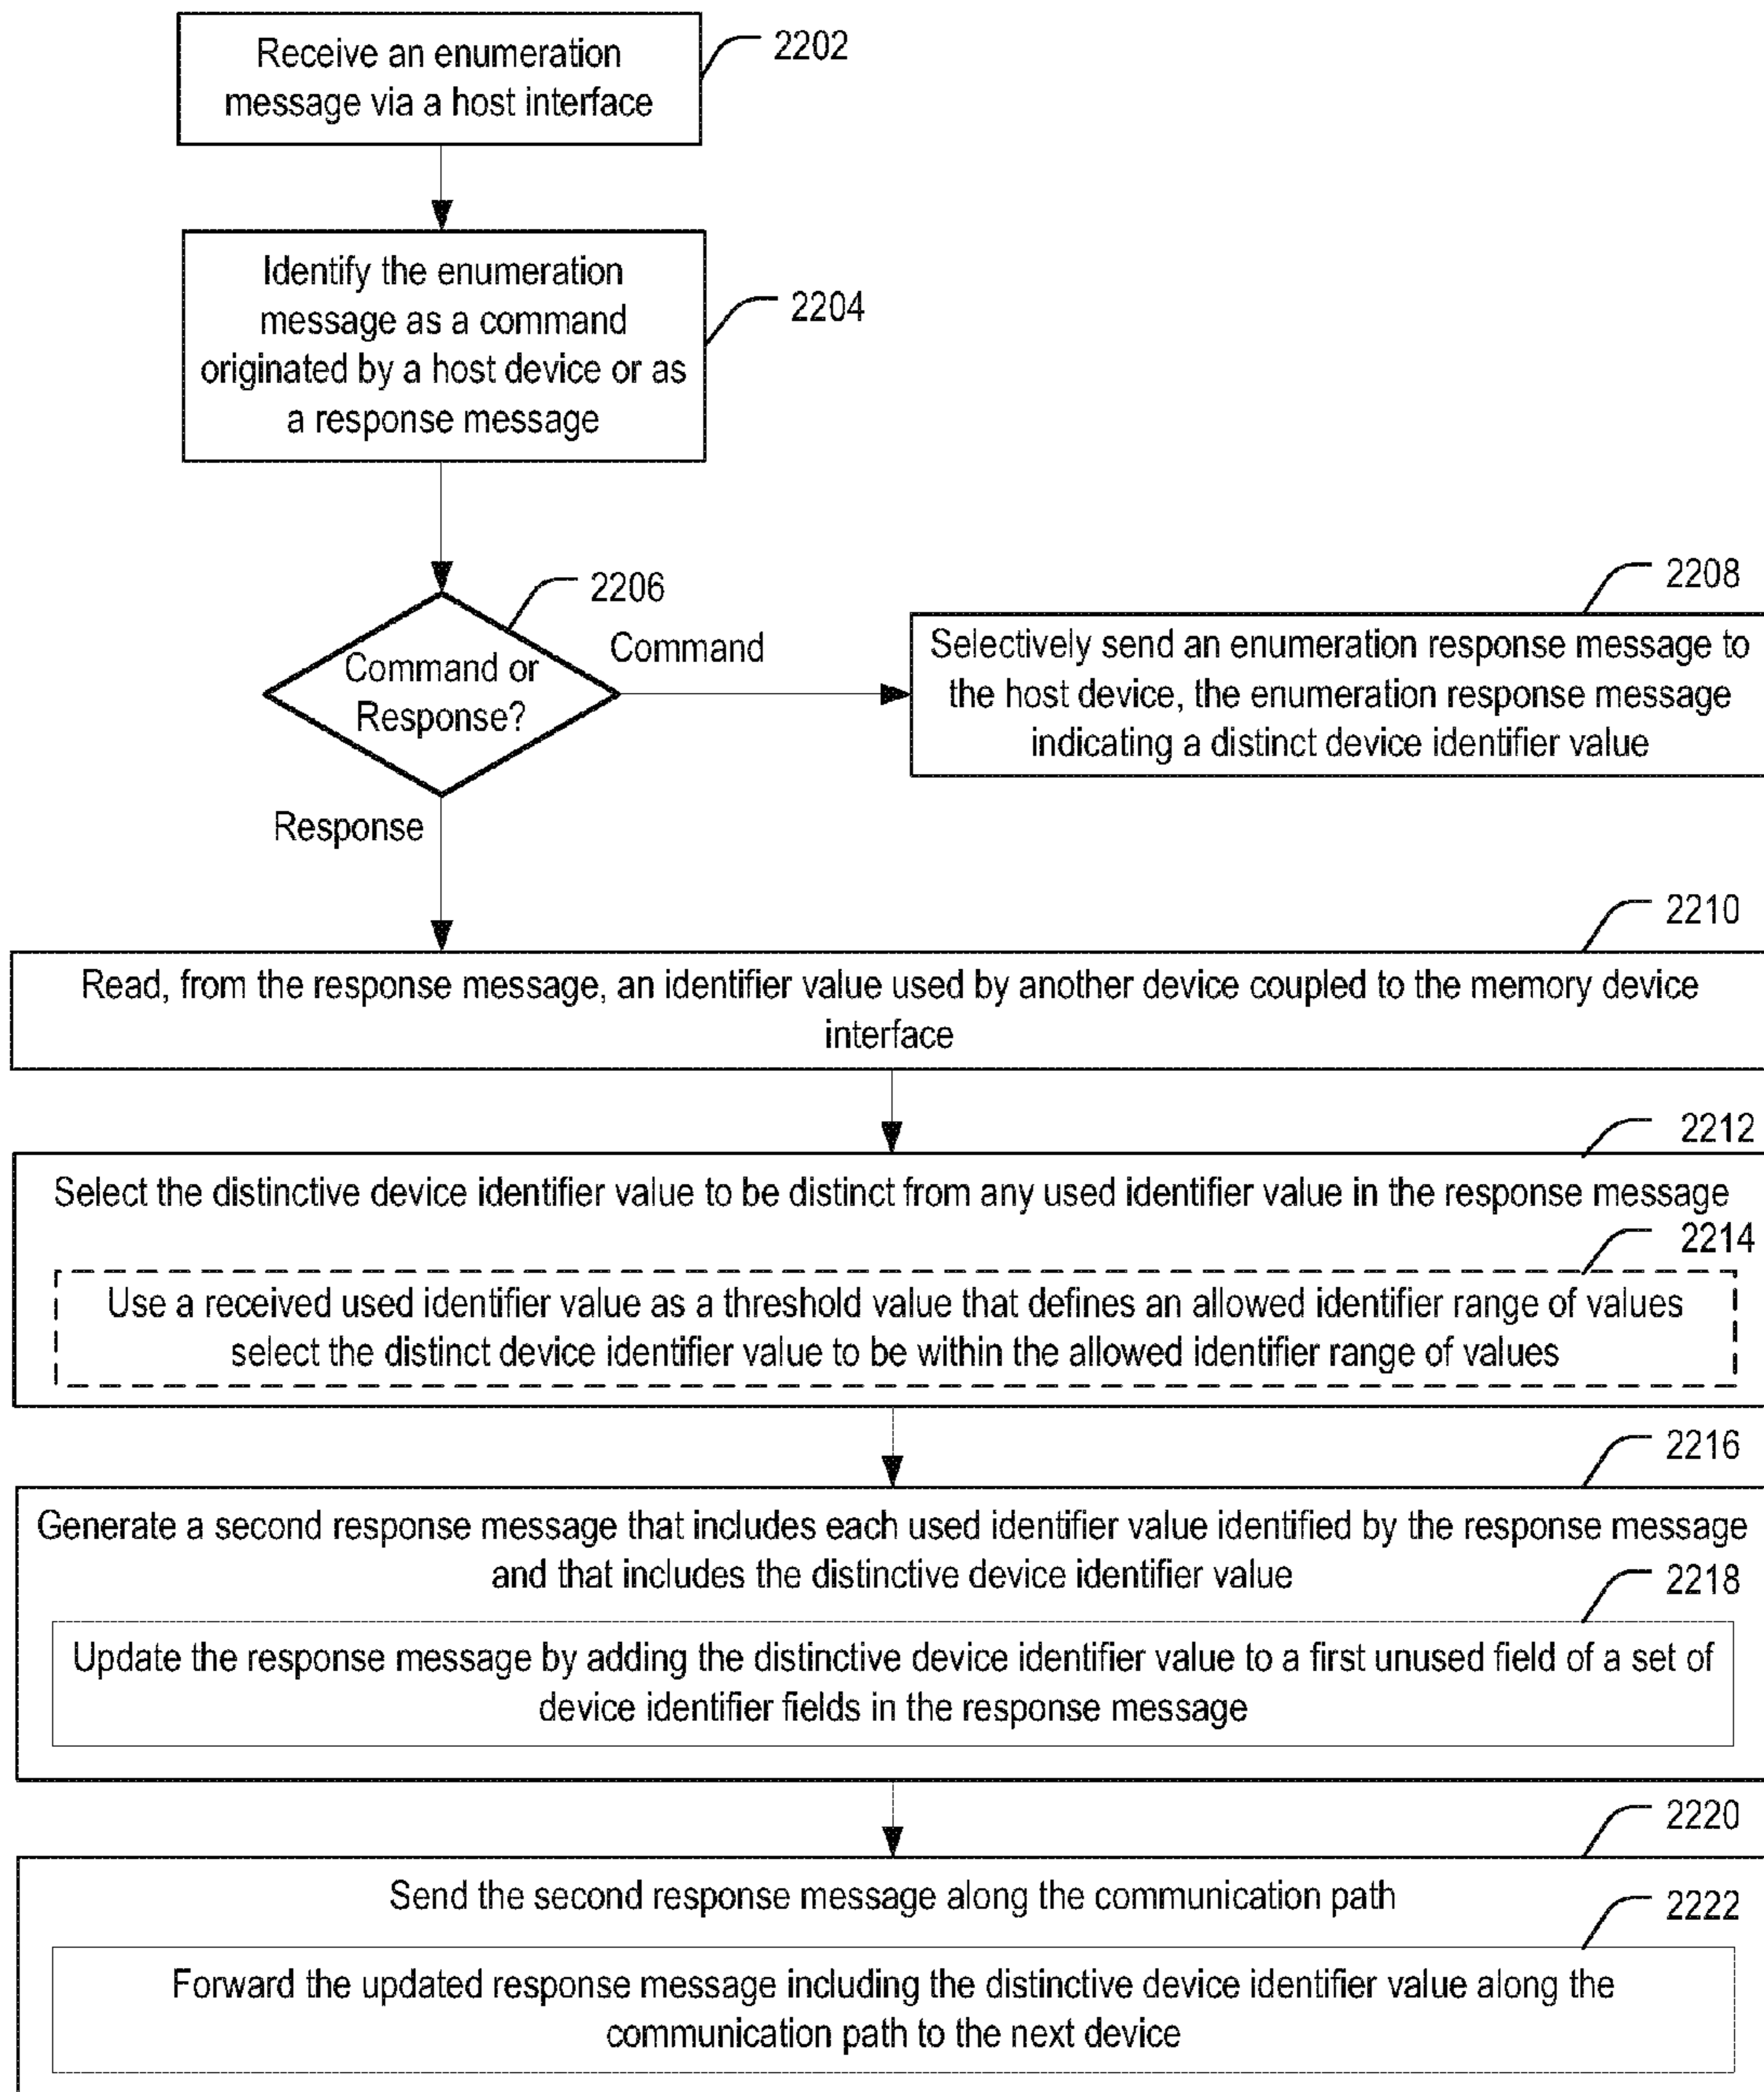 Receive an enumeration
message via a host interface
2202
Identify the enumeration
message as a command
originated by a host device or as
a response message
2204
2206
Command or
Response?
Command
Response
2208
Selectively send an enumeration response message to
the host device, the enumeration response message
indicating a distinct device identifier value
2210
Read, from the response message, an identifier value used by another device coupled to the memory device
interface
2212
Select the distinctive device identifier value to be distinct from any used identifier value in the response message
2214
Use a received used identifier value as a threshold value that defines an allowed identifier range of values
select the distinct device identifier value to be within the allowed identifier range of values
2216
Generate a second response message that includes each used identifier value identified by the response message
and that includes the distinctive device identifier value
2218
Update the response message by adding the distinctive device identifier value to a first unused field of a set of
device identifier fields in the response message
2220
Send the second response message along the communication path
2222
Forward the updated response message including the distinctive device identifier value along the
communication path to the next device